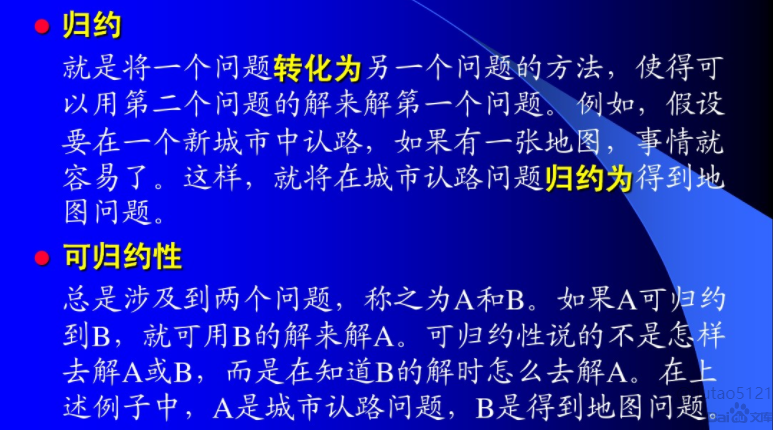 归约
就是将一个问题转化为另一个问题的方法，使得可
以用第二个问题的解来解第一个问题。例如，假设
要在一个新城市中认路，如果有一张地图，事情就
容易了。这样，就将在城市认路问题归约为得到地
图问题。
可归约性
总是涉及到两个问题，称之为A和B。如果A可归约
到B，就可用B的解来解A。可归约性说的不是怎样
去解A或B，而是在知道B的解时怎么去解A。在上
述例子中，A是城市认路问题，B是得到地图问题。
utao5121
Bai 文库